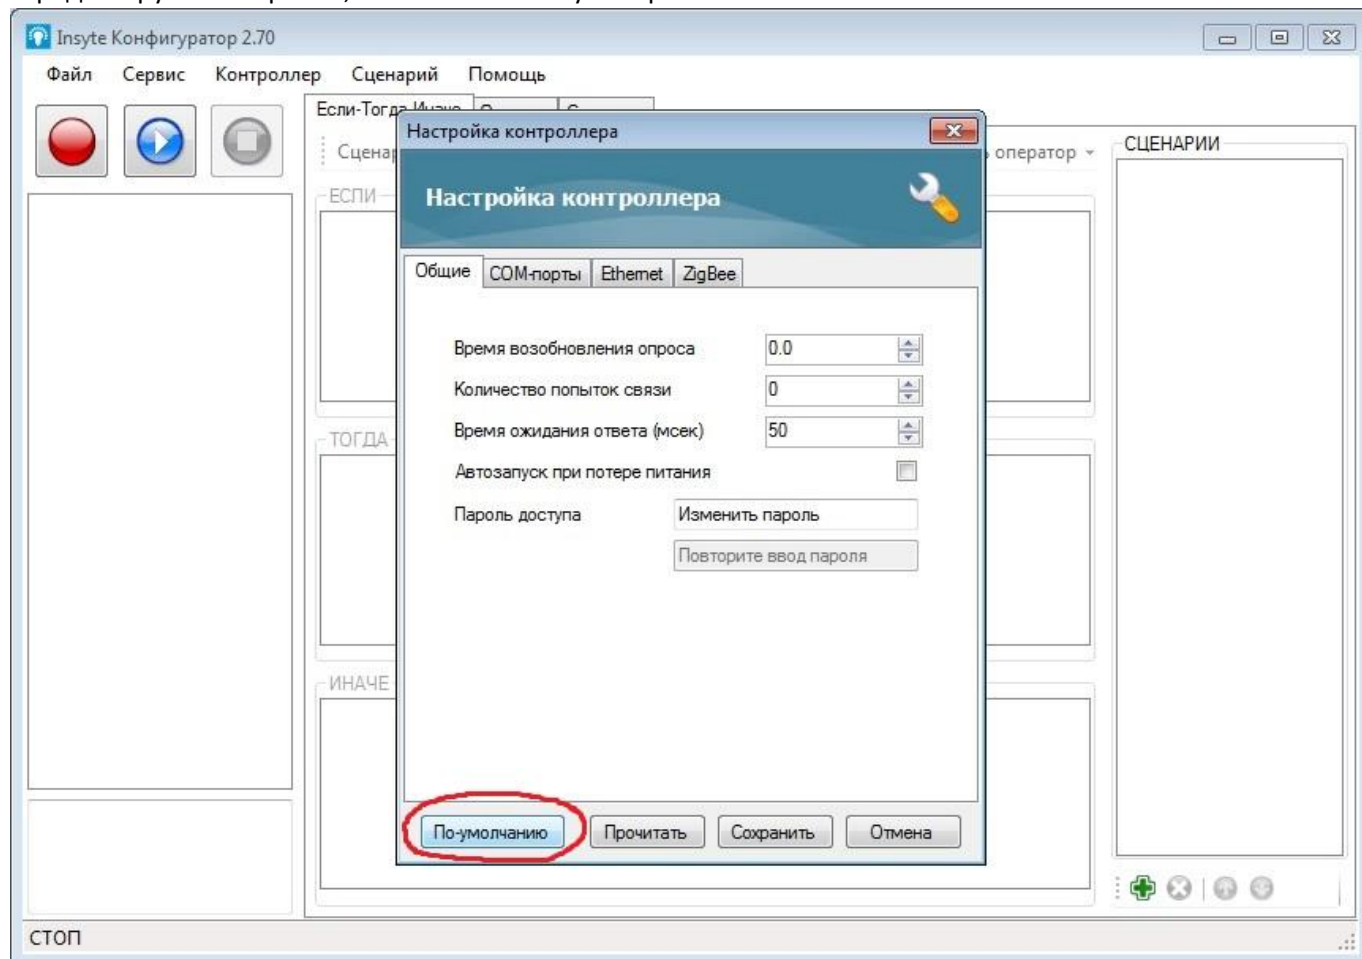 Insyte Конфигуратор 2.70
Файл Сервис Контроллер Сценарий Помощь
Если-Тогда
Настройка контроллера
оператор
СЦЕНАРИИ
ЕСЛИ
Настройка контроллера
Общие COM-порты Ethernet ZigBee
Время возобновления опроса 0.0
Количество попыток связи 0
Время ожидания ответа (мсек) 50
ТОГДА
Автозапуск при потере питания
Пароль доступа Изменить пароль
Повторите ввод пароля
ИНАЧЕ
По-умолчанию Прочитать Сохранить Отмена
СТОП